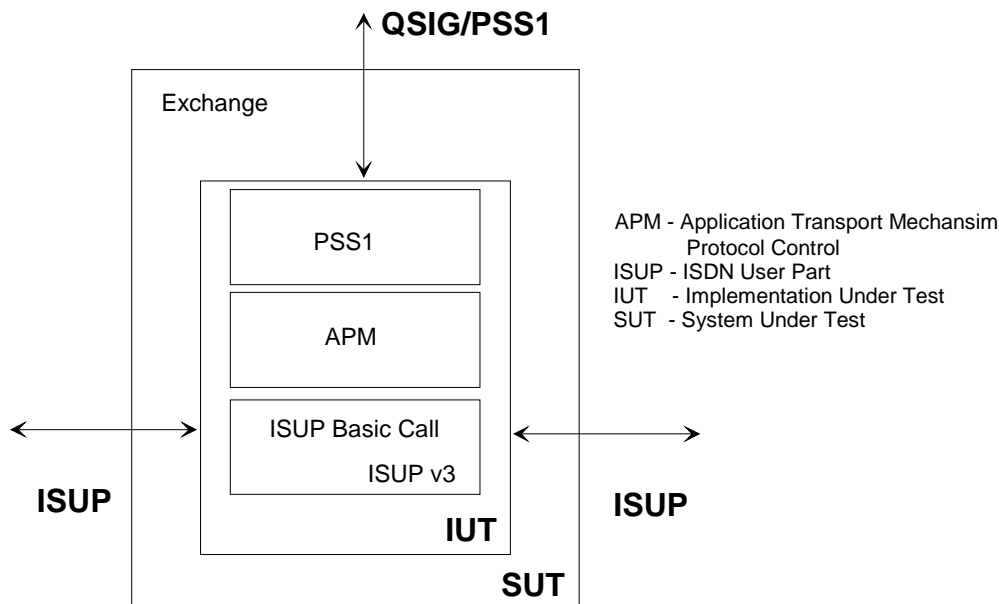 QSIG/PSS1
Exchange
PSS1
APM
ISUP Basic Call
ISUP v3
ISUP
ISUP
IUT
SUT
APM - Application Transport Mechansim
Protocol Control
ISUP - ISDN User Part
IUT - Implementation Under Test
SUT - System Under Test